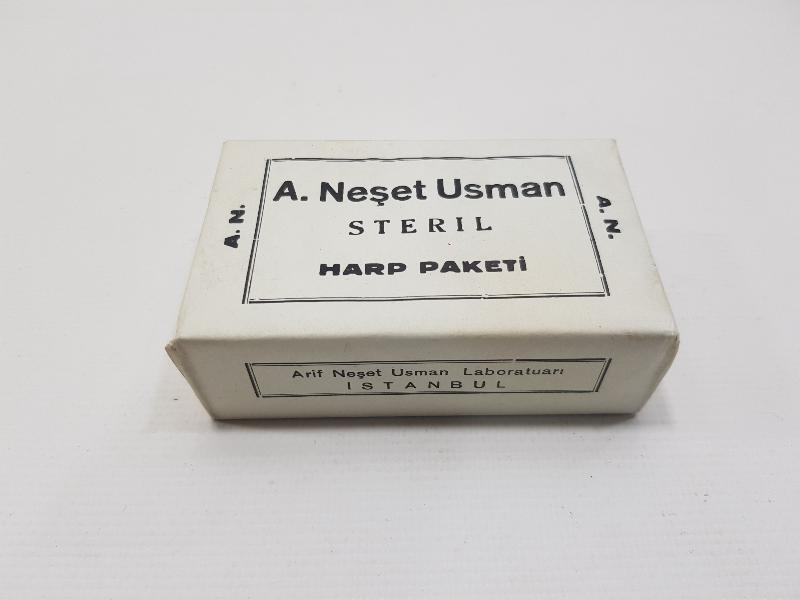 A. Neşet Usman
STERIL
HARP PAKETİ
A. N.
A. N.
Arif Neşet Usman Laboratuarı
ISTANBUL